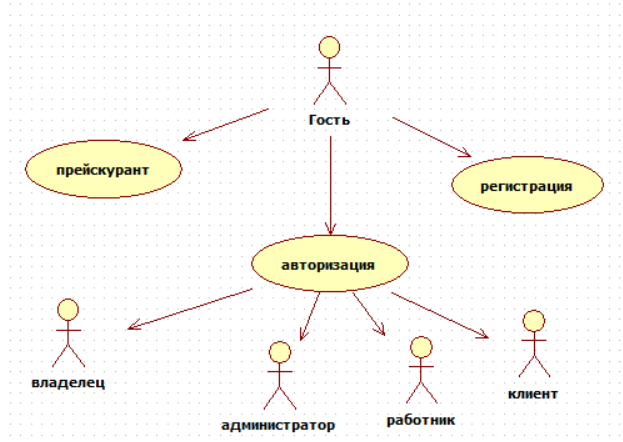 Гость
прейскурант
регистрация
авторизация
владелец
администратор
работник
клиент